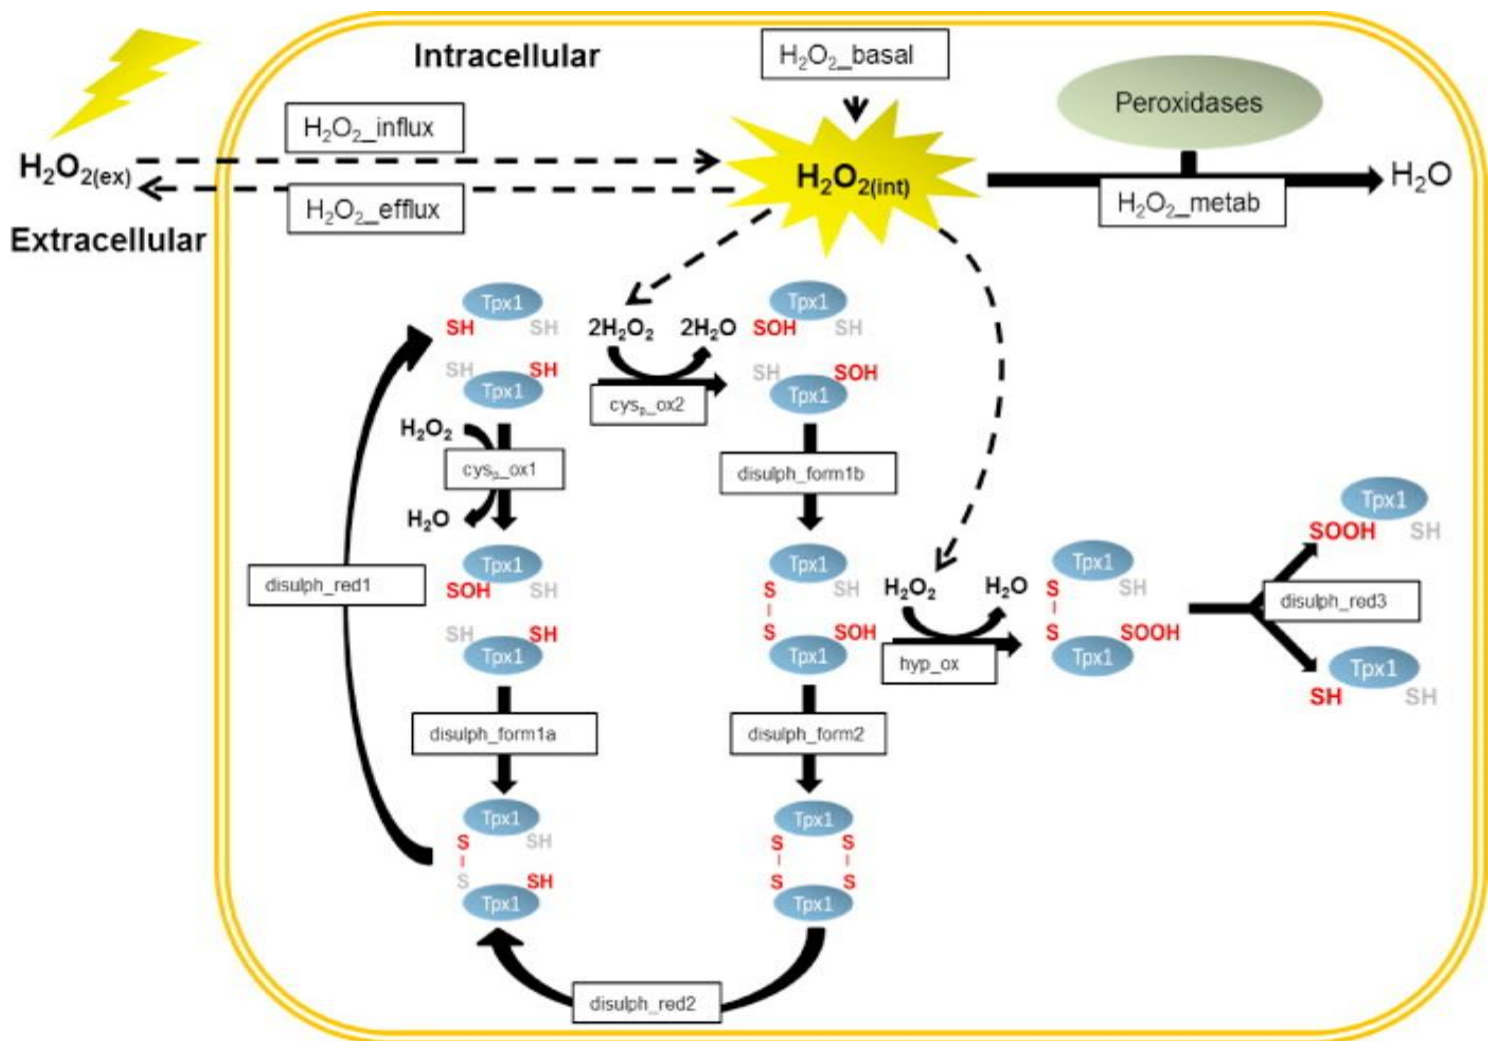 Intracellular
H₂O₂_basal
Peroxidases
H₂O₂_influx
H₂O₂(ex)
H₂O₂(int)
H₂O
H₂O₂_efflux
H₂O₂_metab
Extracellular
Tpx1
SH SH
SH SH
Tpx1
2H₂O₂ 2H₂O
cysₚ_ox2
Tpx1
SOH SH
SH SOH
Tpx1
H₂O₂
cysₚ_ox1
H₂O
disulph_form1b
Tpx1
SOH SH
SH SH
Tpx1
disulph_red1
Tpx1
S SH
S SOH
Tpx1
H₂O₂ H₂O
hyp_ox
Tpx1
S SH
S SOOH
Tpx1
Tpx1
SOOH SH
disulph_red3
Tpx1
SH SH
disulph_form1a
disulph_form2
Tpx1
S SH
S SH
Tpx1
Tpx1
S S
S S
Tpx1
disulph_red2